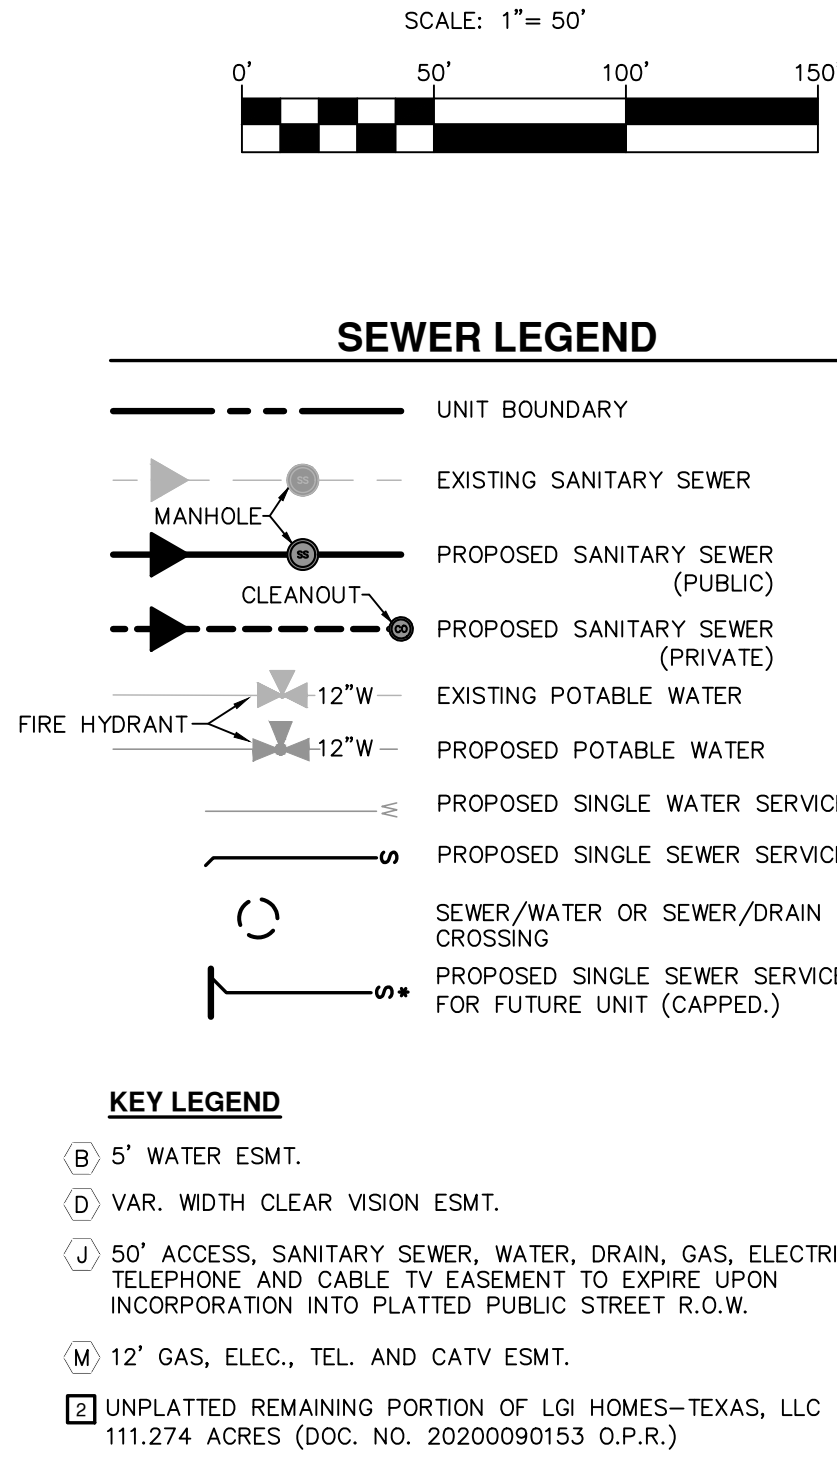 SCALE: 1"= 50'
0' 50' 100' 150
SEWER LEGEND
UNIT BOUNDARY
EXISTING SANITARY SEWER
SS
MANHOLE
PROPOSED SANITARY SEWER
SS
(PUBLIC)
CLEANOUT
PROPOSED SANITARY SEWER
CO
(PRIVATE)
12"W EXISTING POTABLE WATER
FIRE HYDRANT
12"W PROPOSED POTABLE WATER
W PROPOSED SINGLE WATER SERVIC
S PROPOSED SINGLE SEWER SERVIC
SEWER/WATER OR SEWER/DRAIN
CROSSING
S* PROPOSED SINGLE SEWER SERVICE
FOR FUTURE UNIT (CAPPED.)
KEY LEGEND
B 5' WATER ESMT.
D VAR. WIDTH CLEAR VISION ESMT.
J 50' ACCESS, SANITARY SEWER, WATER, DRAIN, GAS, ELECTRI
TELEPHONE AND CABLE TV EASEMENT TO EXPIRE UPON
INCORPORATION INTO PLATTED PUBLIC STREET R.O.W.
M 12' GAS, ELEC., TEL. AND CATV ESMT.
2 UNPLATTED REMAINING PORTION OF LGI HOMES–TEXAS, LLC
111.274 ACRES (DOC. NO. 20200090153 O.P.R.)